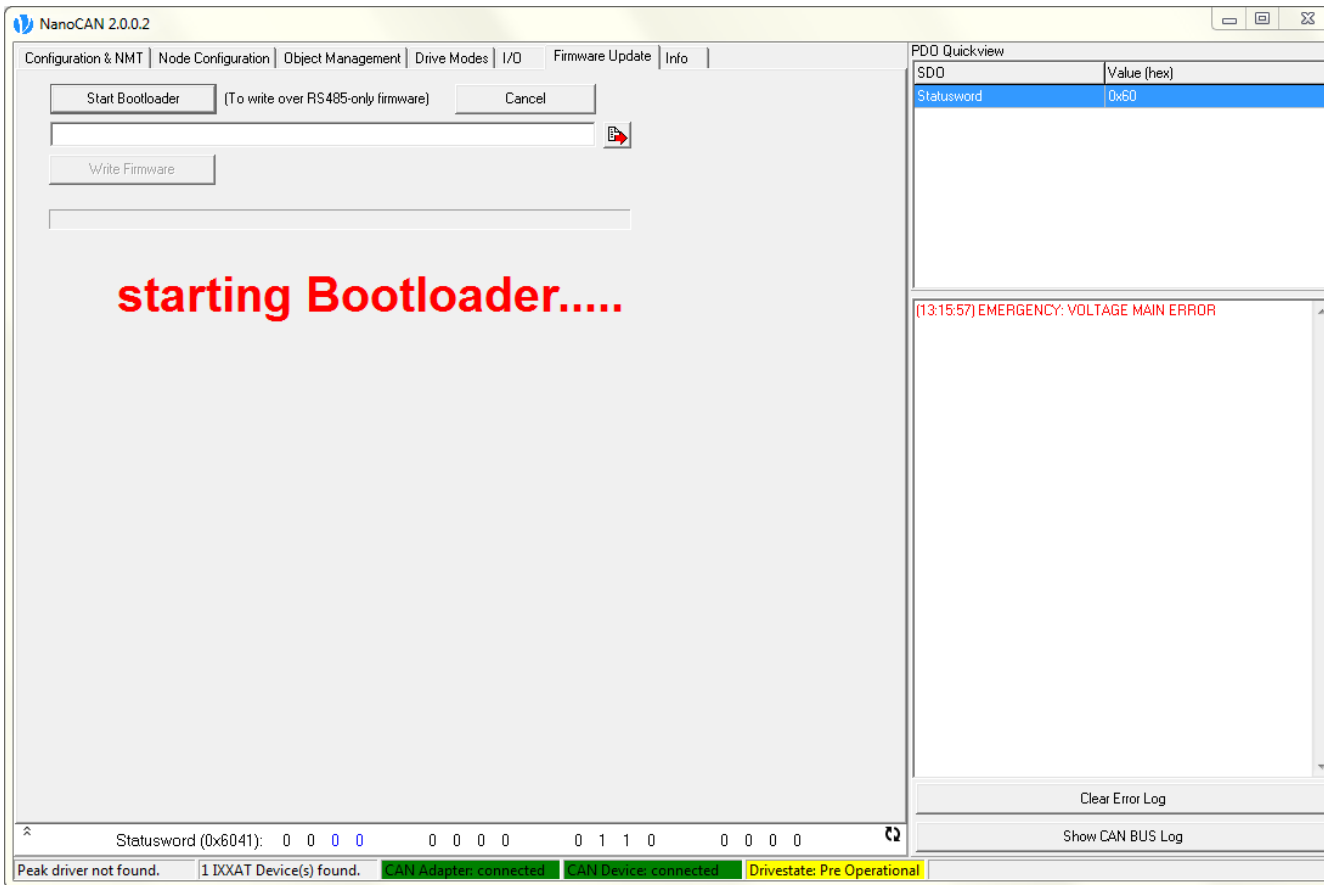 NanoCAN 2.0.0.2
Configuration & NMT Node Configuration Object Management Drive Modes I/O Firmware Update Info
Start Bootloader (To write over RS485-only firmware) Cancel
Write Firmware
starting Bootloader.....
PDO Quickview
SDO Value (hex)
Statusword 0x60
(13:15:57) EMERGENCY: VOLTAGE MAIN ERROR
Clear Error Log
Show CAN BUS Log
Statusword (0x6041): 0 0 0 0 0 0 0 0 0 1 1 0 0 0 0 0
Peak driver not found. 1 IXXAT Device(s) found. CAN Adapter: connected CAN Device: connected Drivestate: Pre Operational